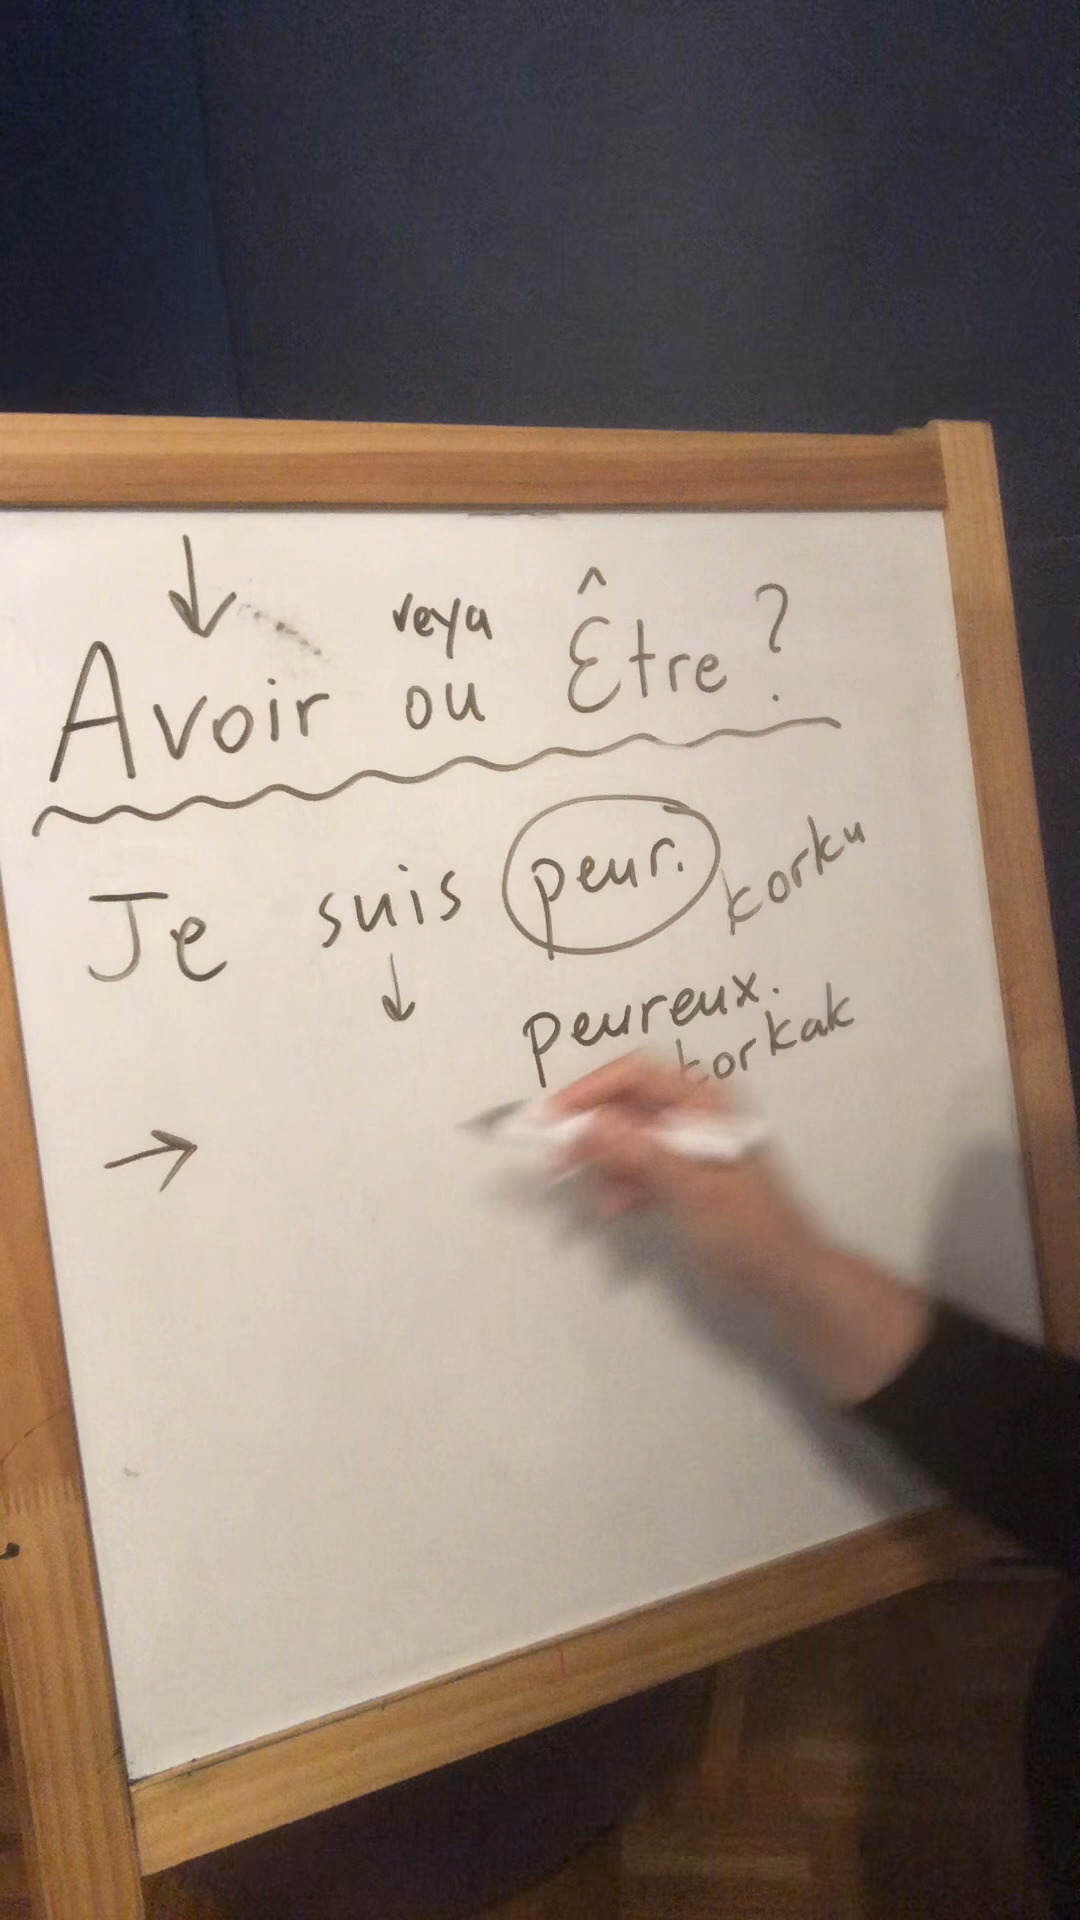 veya
Avoir ou Être ?
Je suis peur. korku
peureux.
korkak